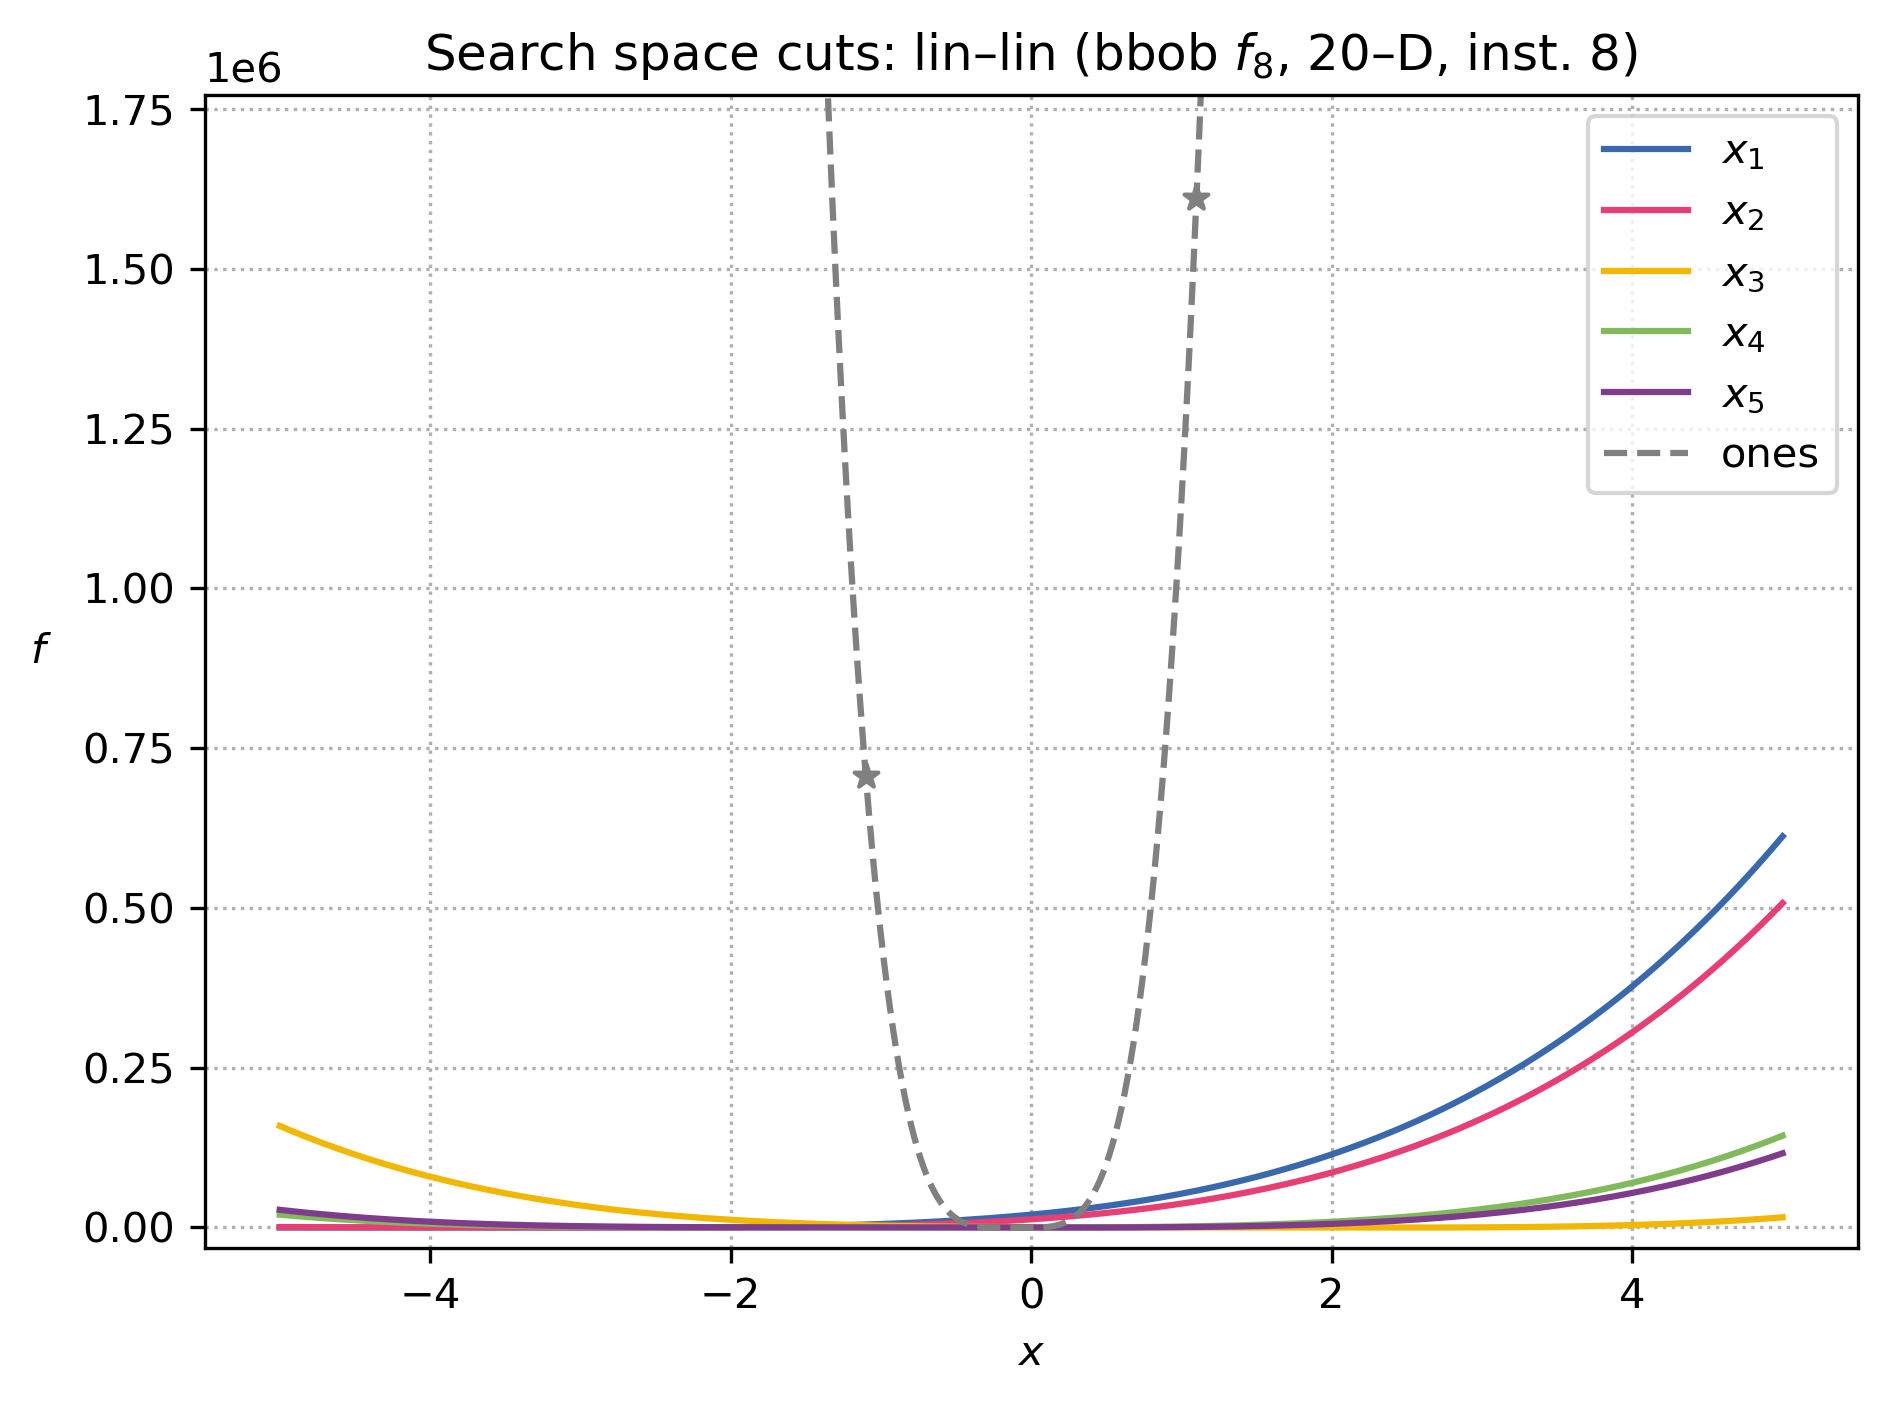 Search space cuts: lin–lin (bbob f₈, 20–D, inst. 8)
1e6
1.75
1.50
1.25
1.00
0.75
0.50
0.25
0.00
f
−4
−2
0
2
4
x
x₁
x₂
x₃
x₄
x₅
ones